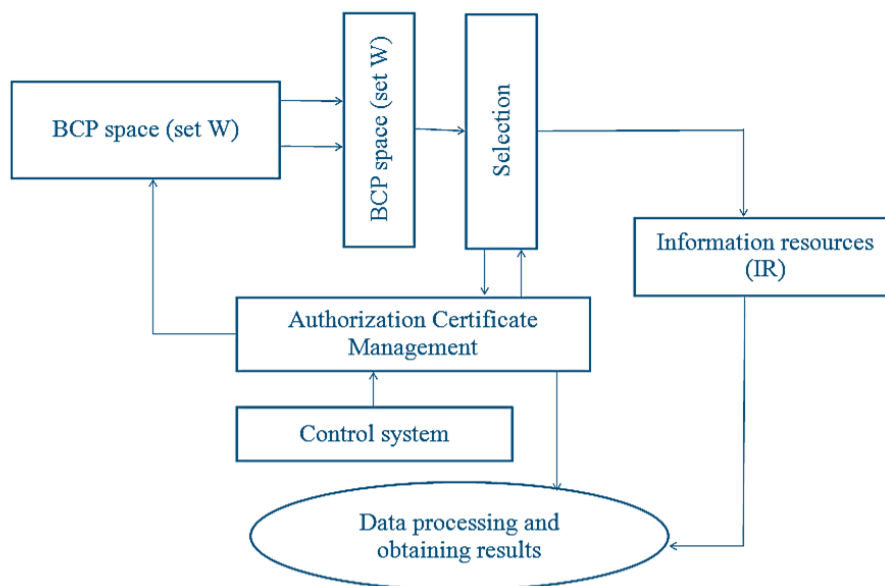 BCP space (set W)
BCP space (set W)
Selection
Information resources
(IR)
Authorization Certificate
Management
Control system
Data processing and
obtaining results